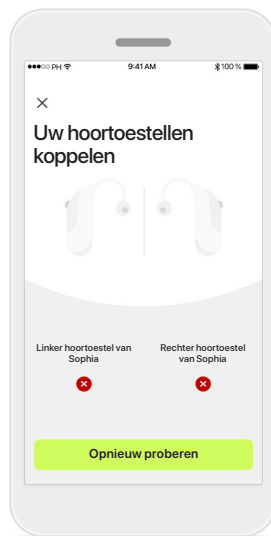 PH 9:41 AM 100 %
Uw hoortoestellen
koppelen
Linker hoortoestel van
Sophia
Rechter hoortoestel
van Sophia
Opnieuw proberen